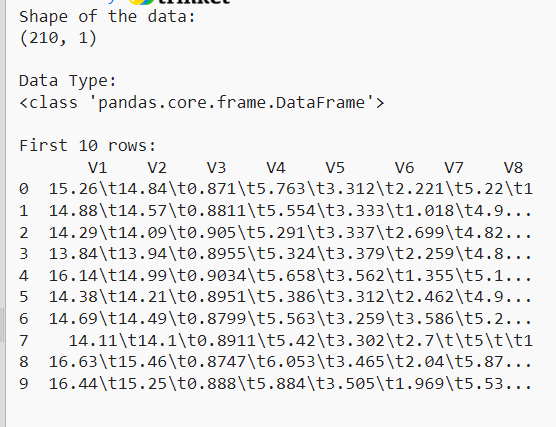 trinket
Shape of the data:
(210, 1)
Data Type:
<class 'pandas.core.frame.DataFrame'>
First 10 rows:
V1 V2 V3 V4 V5 V6 V7 V8
0 15.26\t14.84\t0.871\t5.763\t3.312\t2.221\t5.22\t1
1 14.88\t14.57\t0.8811\t5.554\t3.333\t1.018\t4.9...
2 14.29\t14.09\t0.905\t5.291\t3.337\t2.699\t4.82...
3 13.84\t13.94\t0.8955\t5.324\t3.379\t2.259\t4.8...
4 16.14\t14.99\t0.9034\t5.658\t3.562\t1.355\t5.1...
5 14.38\t14.21\t0.8951\t5.386\t3.312\t2.462\t4.9...
6 14.69\t14.49\t0.8799\t5.563\t3.259\t3.586\t5.2...
7 14.11\t14.1\t0.8911\t5.42\t3.302\t2.7\t\t5\t\t1
8 16.63\t15.46\t0.8747\t6.053\t3.465\t2.04\t5.87...
9 16.44\t15.25\t0.888\t5.884\t3.505\t1.969\t5.53...